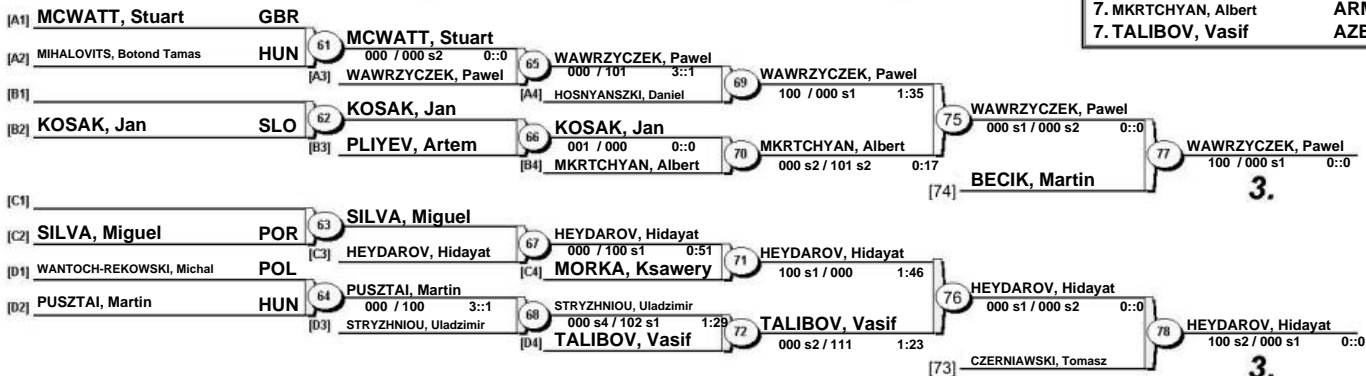 7. MKRTCHYAN, Albert ARM
7. TALIBOV, Vasif AZE
[A1] MCWATT, Stuart GBR
[A2] MIHALOVITS, Botond Tamas HUN
61
MCWATT, Stuart
000 / 000 s2 0::0
[A3] WAWRZYCZEK, Pawel
65
WAWRZYCZEK, Pawel
000 / 101 3::1
[A4] HOSNYANSZKI, Daniel
69
WAWRZYCZEK, Pawel
100 / 000 s1 1:35
[B1]
[B2] KOSAK, Jan SLO
62
KOSAK, Jan
[B3] PLIYEV, Artem
66
KOSAK, Jan
001 / 000 0::0
[B4] MKRTCHYAN, Albert
70
MKRTCHYAN, Albert
000 s2 / 101 s2 0:17
75
WAWRZYCZEK, Pawel
000 s1 / 000 s2 0::0
[74] BECIK, Martin
77
WAWRZYCZEK, Pawel
100 / 000 s1 0::0
3.
[C1]
[C2] SILVA, Miguel POR
63
SILVA, Miguel
[C3] HEYDAROV, Hidayat
67
HEYDAROV, Hidayat
000 / 100 s1 0:51
[C4] MORKA, Ksawery
71
HEYDAROV, Hidayat
100 s1 / 000 1:46
[D1] WANTOCH-REKOWSKI, Michal POL
[D2] PUSZTAI, Martin HUN
64
PUSZTAI, Martin
000 / 100 3::1
[D3] STRYZHNIOU, Uladzimir
68
STRYZHNIOU, Uladzimir
000 s4 / 102 s1 1:29
[D4] TALIBOV, Vasif
72
TALIBOV, Vasif
000 s2 / 111 1:23
76
HEYDAROV, Hidayat
000 s1 / 000 s2 0::0
[73] CZERNIAWSKI, Tomasz
78
HEYDAROV, Hidayat
100 s2 / 000 s1 0::0
3.